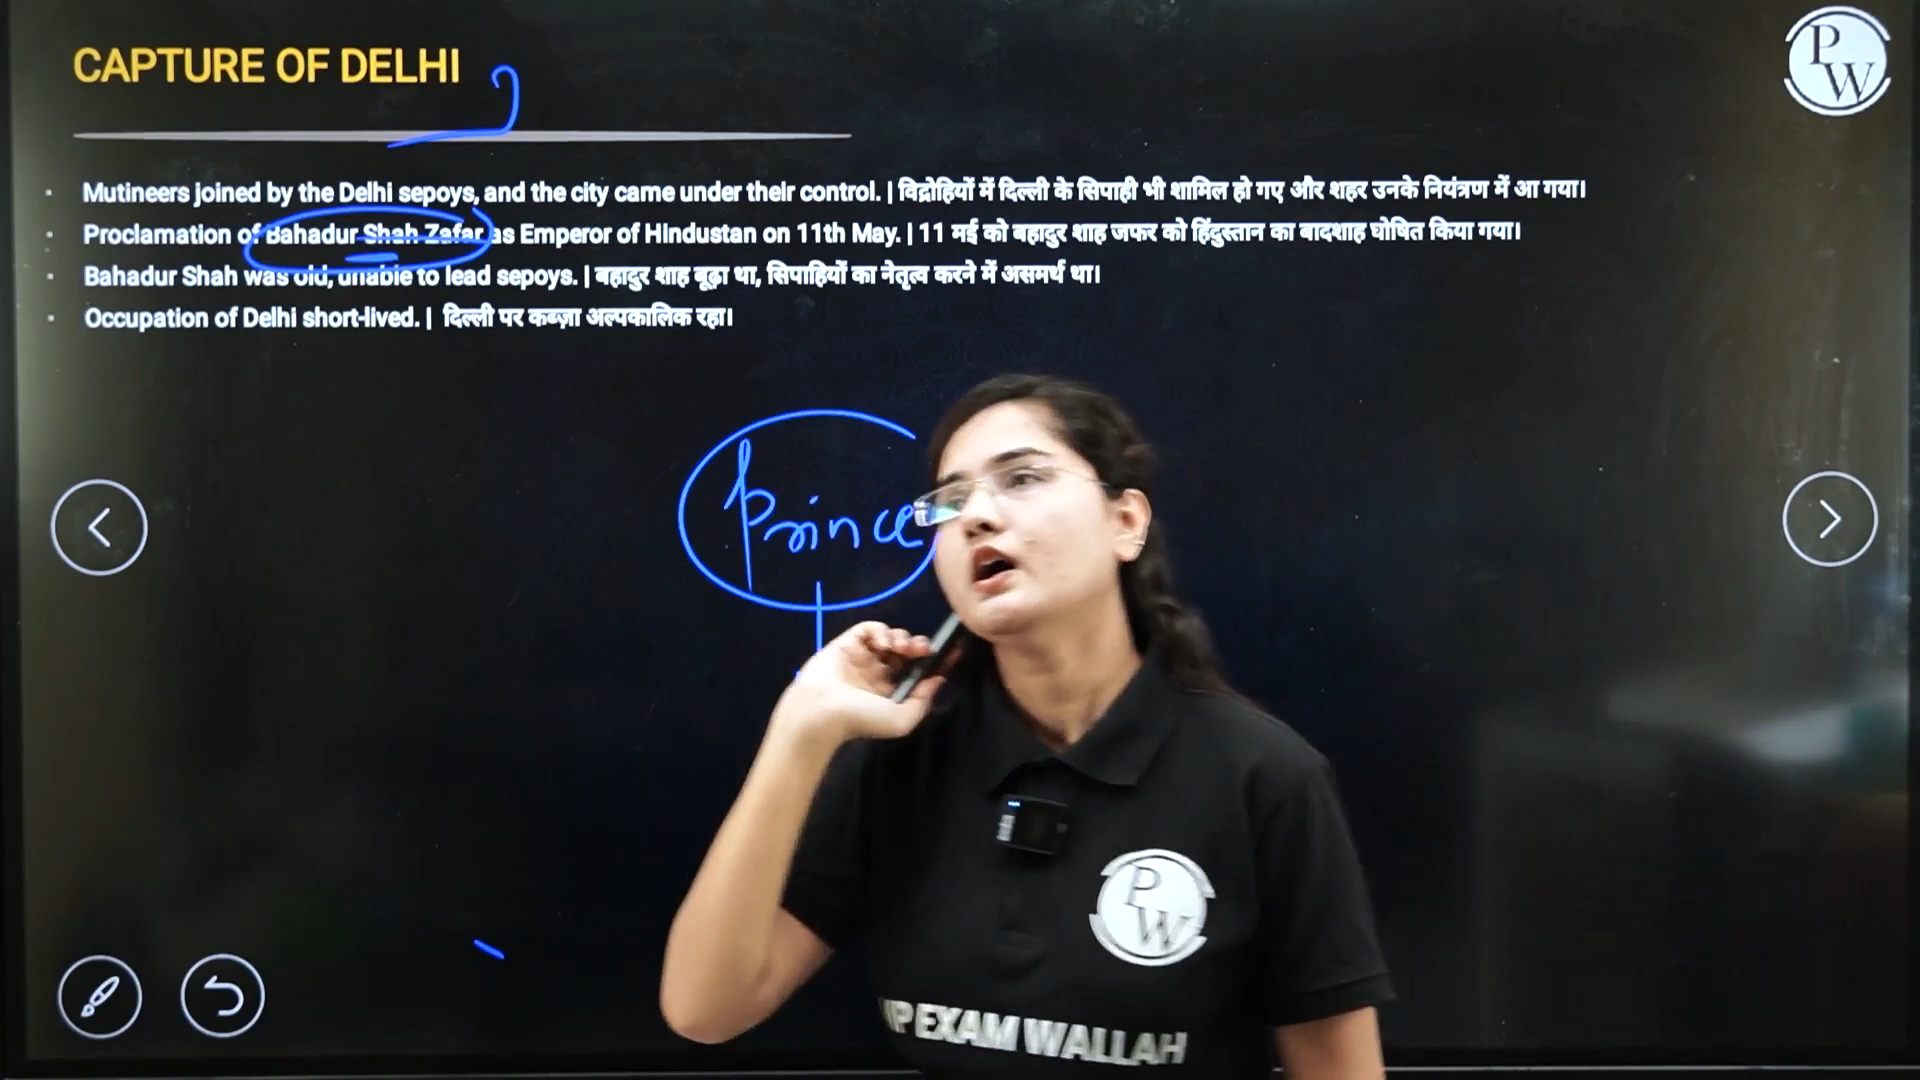 CAPTURE OF DELHI
PW
Mutineers joined by the Delhi sepoys, and the city came under their control. | विद्रोहियों में दिल्ली के सिपाही भी शामिल हो गए और शहर उनके नियंत्रण में आ गया।
Proclamation of Bahadur Shah Zafar as Emperor of Hindustan on 11th May. | 11 मई को बहादुर शाह जफर को हिंदुस्तान का बादशाह घोषित किया गया।
Bahadur Shah was old, unable to lead sepoys. | बहादुर शाह बूढ़ा था, सिपाहियों का नेतृत्व करने में असमर्थ था।
Occupation of Delhi short-lived. | दिल्ली पर कब्ज़ा अल्पकालिक रहा।
Prince
PW
MP EXAM WALLAH